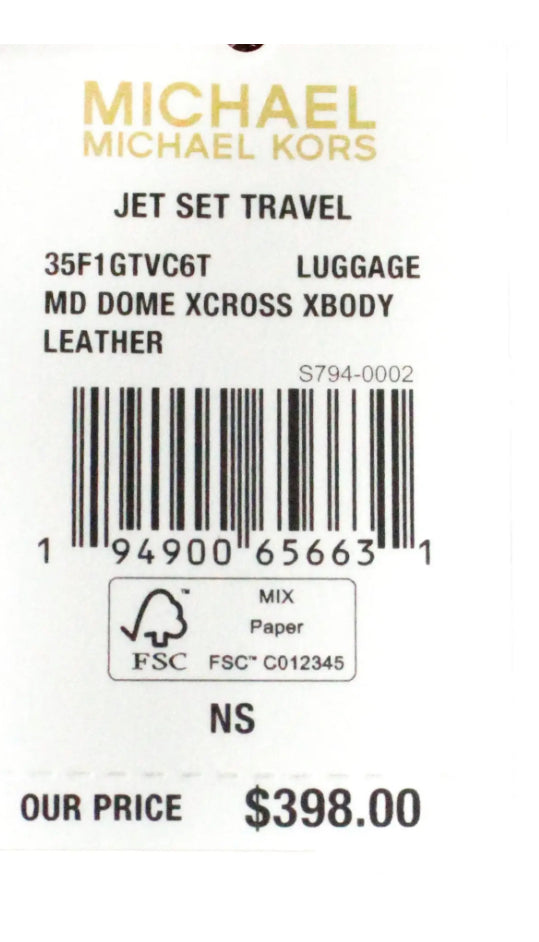 MICHAEL
MICHAEL KORS
JET SET TRAVEL
35F1GTVC6T LUGGAGE
MD DOME XCROSS XBODY
LEATHER
S794-0002
1 94900 65663 1
MIX
Paper
FSC™ C012345
™
FSC
NS
OUR PRICE $398.00